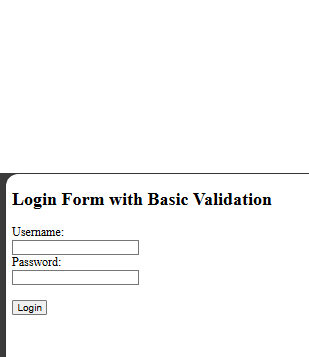 Login Form with Basic Validation
Username:
Password:
Login